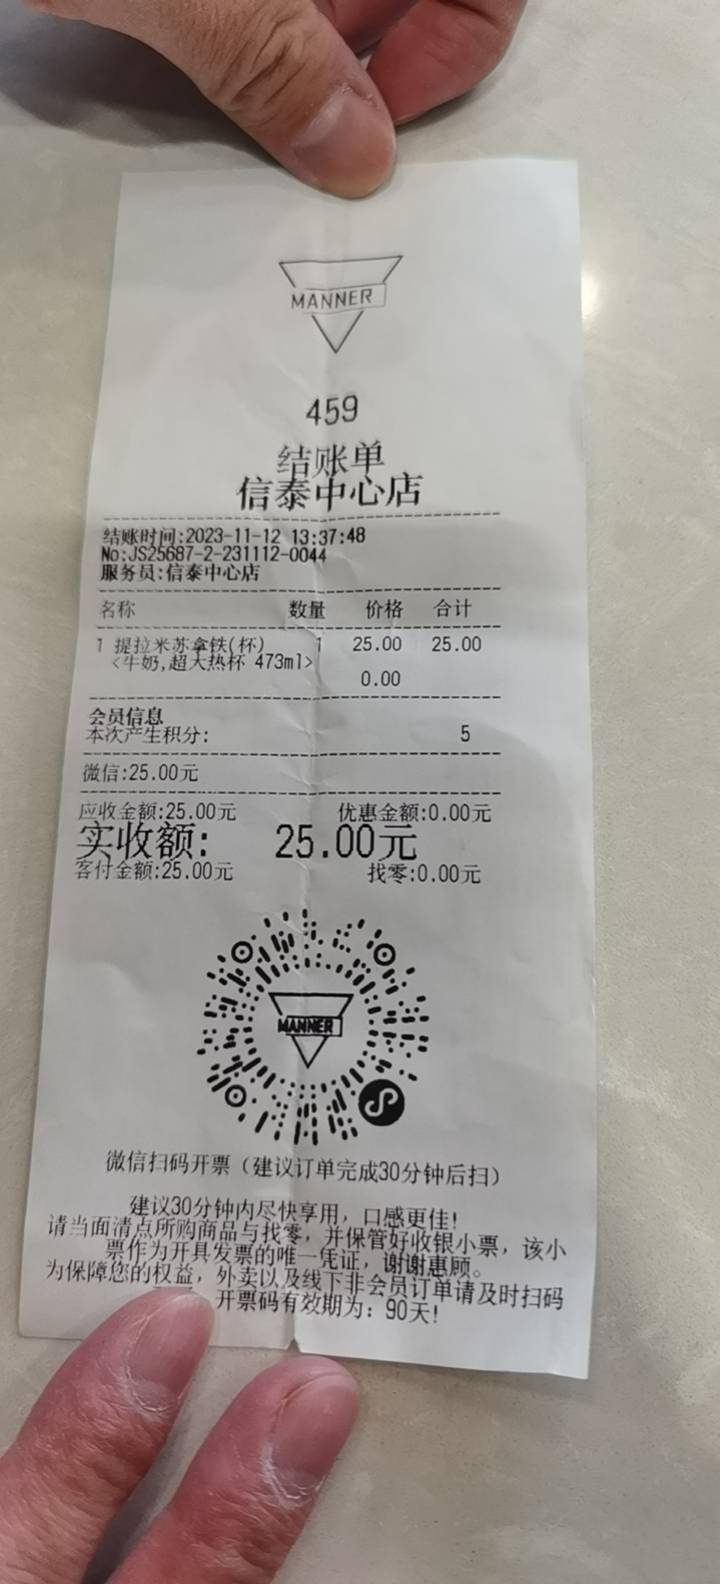 MANNER
459
结账单
信泰中心店
结账时间:2023-11-12 13:37:48
No:JS25687-2-231112-0044
服务员:信泰中心店
名称 数量 价格 合计
1 提拉米苏拿铁(杯) 1 25.00 25.00
<牛奶,超大热杯 473ml>
0.00
会员信息
本次产生积分: 5
微信:25.00元
应收金额:25.00元 优惠金额:0.00元
实收额: 25.00元
客付金额:25.00元 找零:0.00元
MANNER
微信扫码开票（建议订单完成30分钟后扫）
建议30分钟内尽快享用，口感更佳!
请当面清点所购商品与找零，并保管好收银小票，该小
票作为开具发票的唯一凭证，谢谢惠顾。
为保障您的权益，外卖以及线下非会员订单请及时扫码
开票码有效期为：90天!